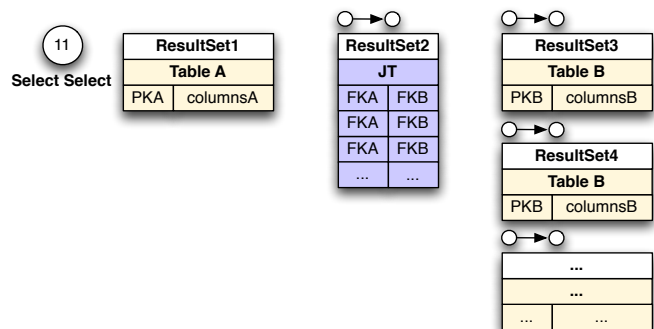 11
Select Select
ResultSet1
Table A
PKA columnsA
ResultSet2
JT
FKA FKB
FKA FKB
FKA FKB
... ...
ResultSet3
Table B
PKB columnsB
ResultSet4
Table B
PKB columnsB
...
...
... ...